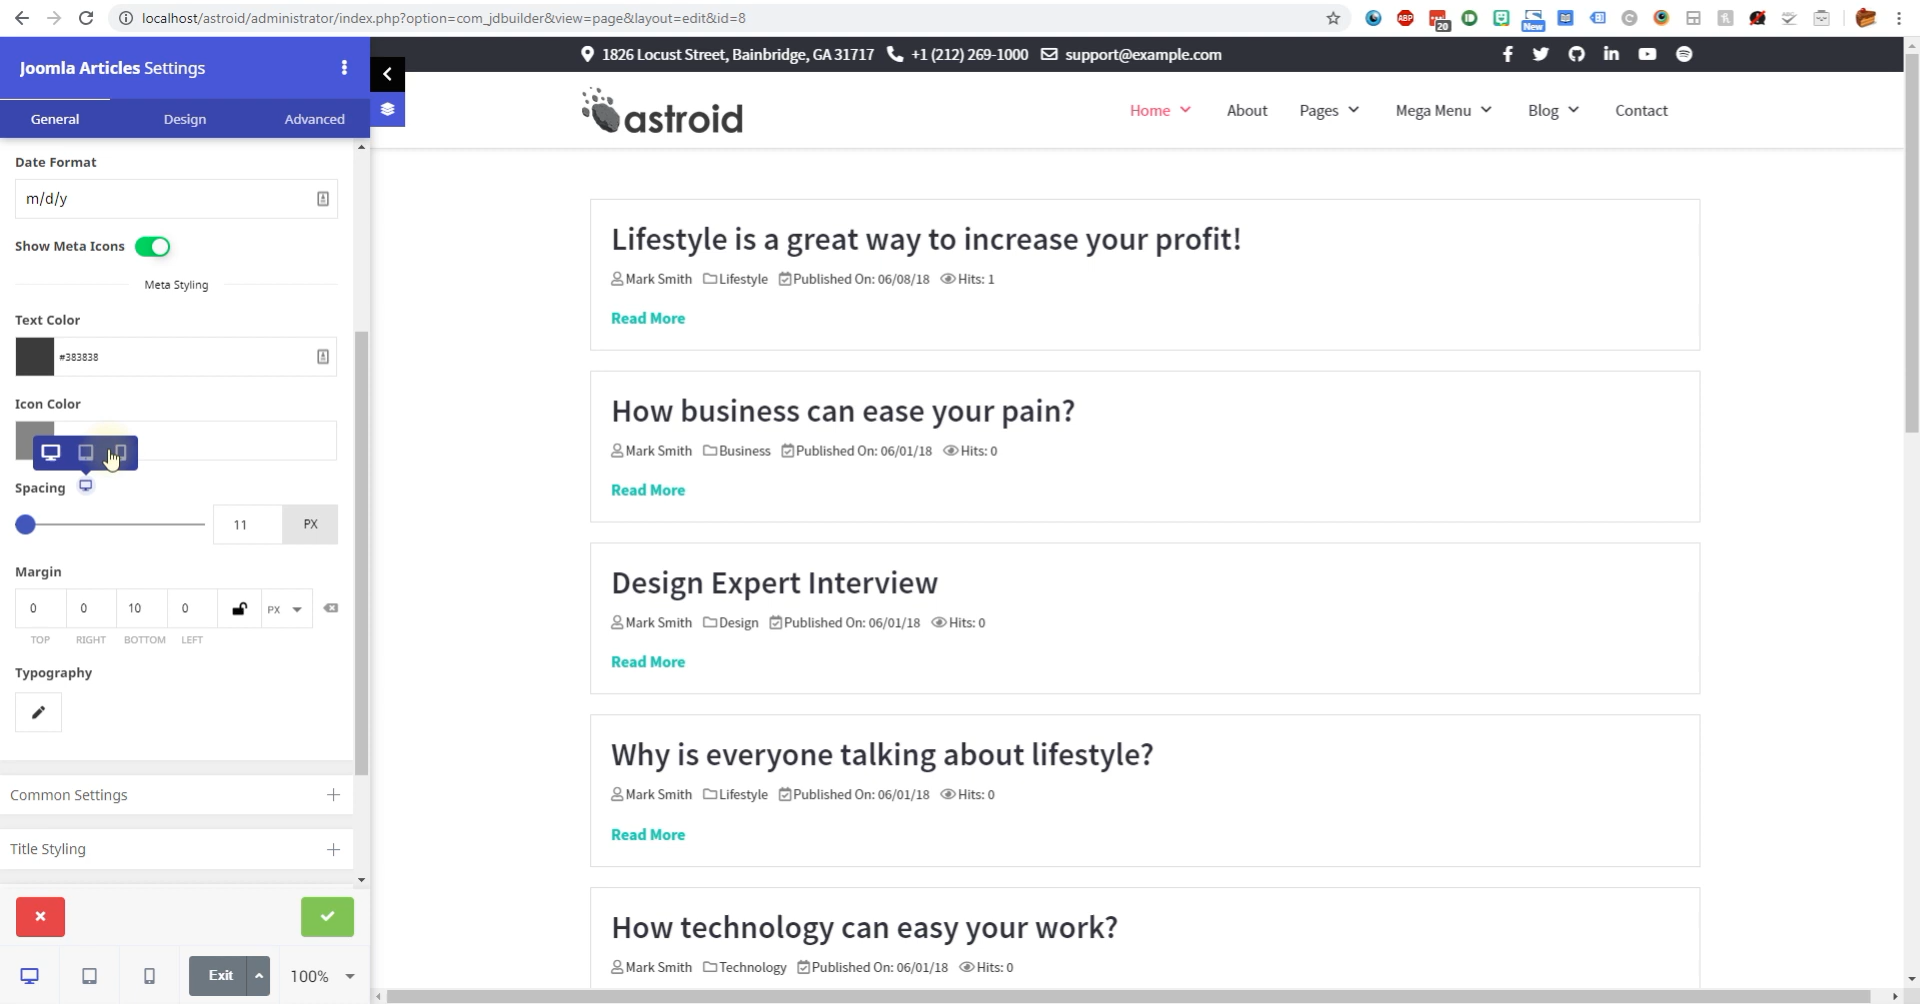 localhost/astroid/administrator/index.php?option=com_jdbuilder&view=page&layout=edit&id=8
ABP
20
New
Joomla Articles Settings
General
Design
Advanced
Date Format
m/d/y
Show Meta Icons
Meta Styling
Text Color
#383838
Icon Color
Spacing
11
PX
Margin
0
0
10
0
PX
TOP
RIGHT
BOTTOM
LEFT
Typography
Common Settings
Title Styling
Exit
100%
1826 Locust Street, Bainbridge, GA 31717
+1 (212) 269-1000
support@example.com
astroid
Home
About
Pages
Mega Menu
Blog
Contact
Lifestyle is a great way to increase your profit!
Mark Smith Lifestyle Published On: 06/08/18 Hits: 1
Read More
How business can ease your pain?
Mark Smith Business Published On: 06/01/18 Hits: 0
Read More
Design Expert Interview
Mark Smith Design Published On: 06/01/18 Hits: 0
Read More
Why is everyone talking about lifestyle?
Mark Smith Lifestyle Published On: 06/01/18 Hits: 0
Read More
How technology can easy your work?
Mark Smith Technology Published On: 06/01/18 Hits: 0